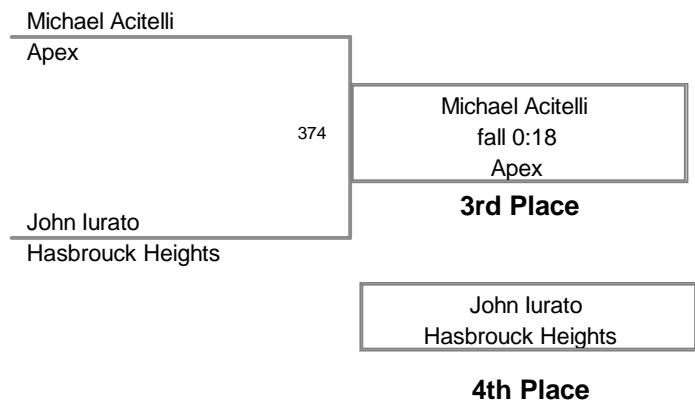 Michael Acitelli
Apex
374
Michael Acitelli
fall 0:18
Apex
3rd Place
John Iurato
Hasbrouck Heights
John Iurato
Hasbrouck Heights
4th Place